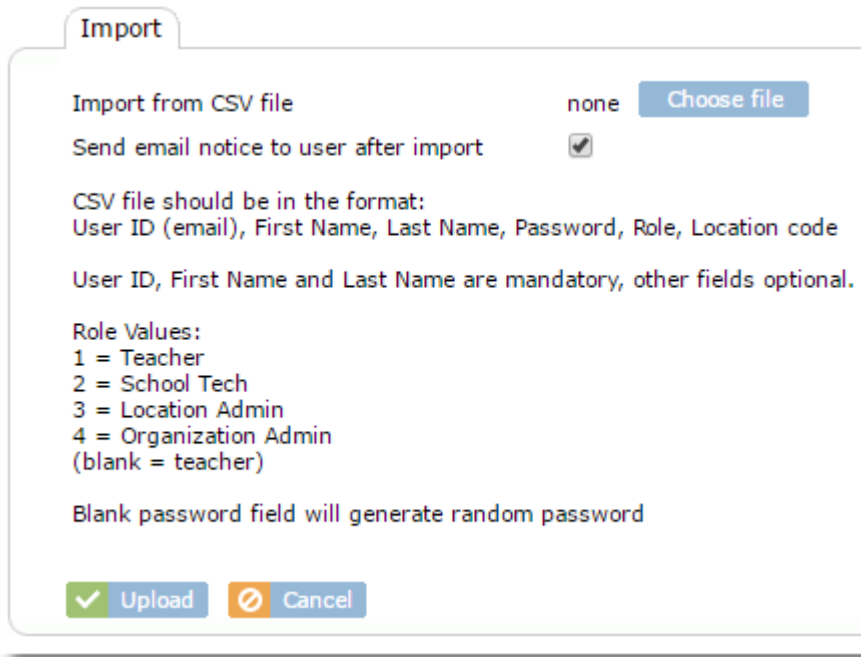 Import
Import from CSV file none Choose file
Send email notice to user after import
CSV file should be in the format:
User ID (email), First Name, Last Name, Password, Role, Location code
User ID, First Name and Last Name are mandatory, other fields optional.
Role Values:
1 = Teacher
2 = School Tech
3 = Location Admin
4 = Organization Admin
(blank = teacher)
Blank password field will generate random password
Upload Cancel